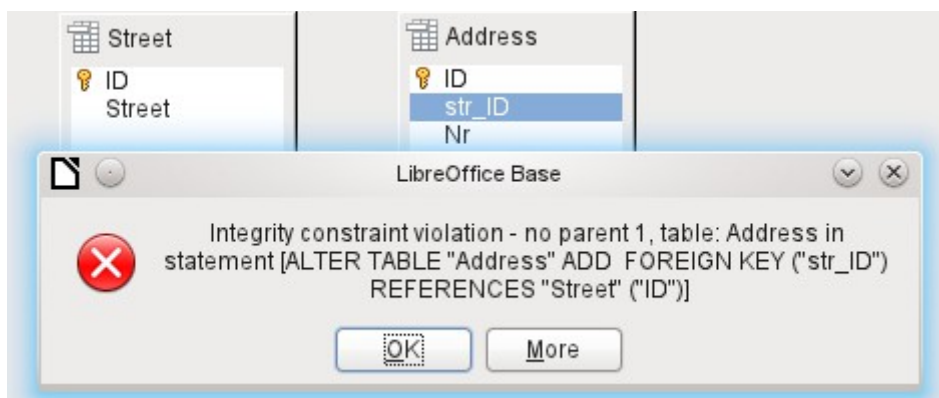 Street
ID
Street
Address
ID
str_ID
Nr
LibreOffice Base
Integrity constraint violation - no parent 1, table: Address in
statement [ALTER TABLE "Address" ADD  FOREIGN KEY ("str_ID")
REFERENCES "Street" ("ID")]
OK
More